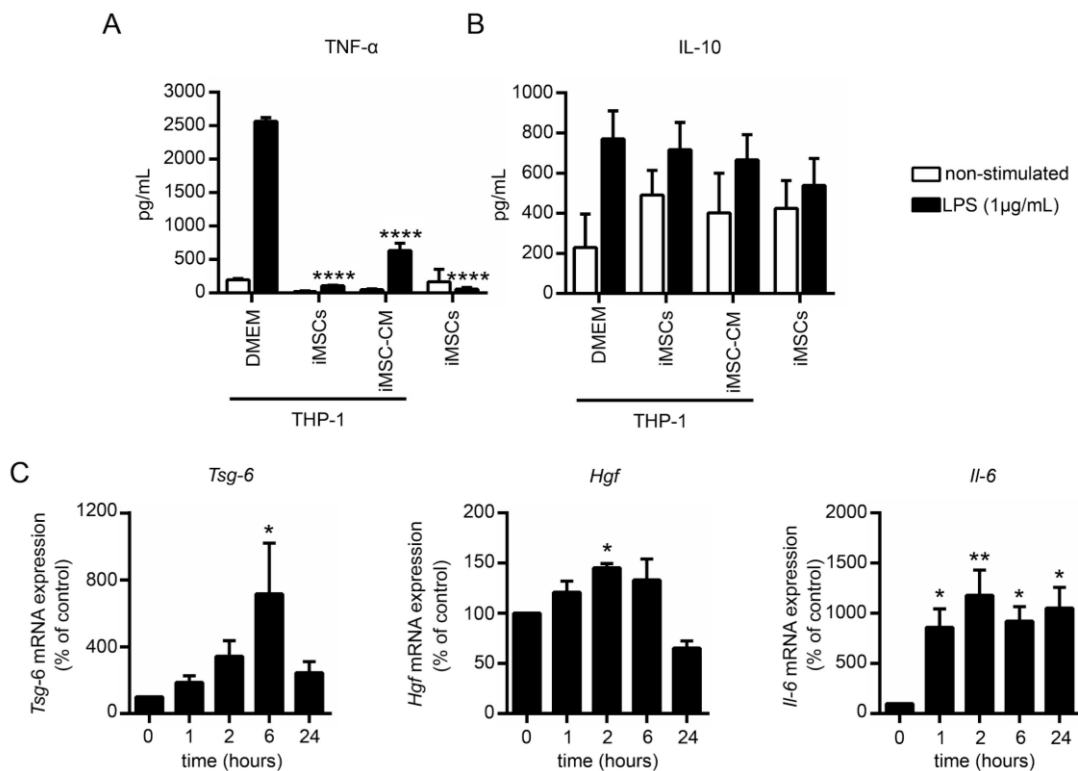 A
TNF-α
3000
2500
2000
1500
1000
500
0
pg/mL
****
****
****
DMEM
iMSCs
iMSC-CM
iMSCs
THP-1
B
IL-10
1000
800
600
400
200
0
pg/mL
DMEM
iMSCs
iMSC-CM
iMSCs
THP-1
non-stimulated
LPS (1µg/mL)
C
Tsg-6
1200
800
400
0
Tsg-6 mRNA expression
(% of control)
*
0 1 2 6 24
time (hours)
Hgf
200
150
100
50
0
Hgf mRNA expression
(% of control)
*
0 1 2 6 24
time (hours)
Il-6
2000
1500
1000
500
0
Il-6 mRNA expression
(% of control)
* ** * *
0 1 2 6 24
time (hours)